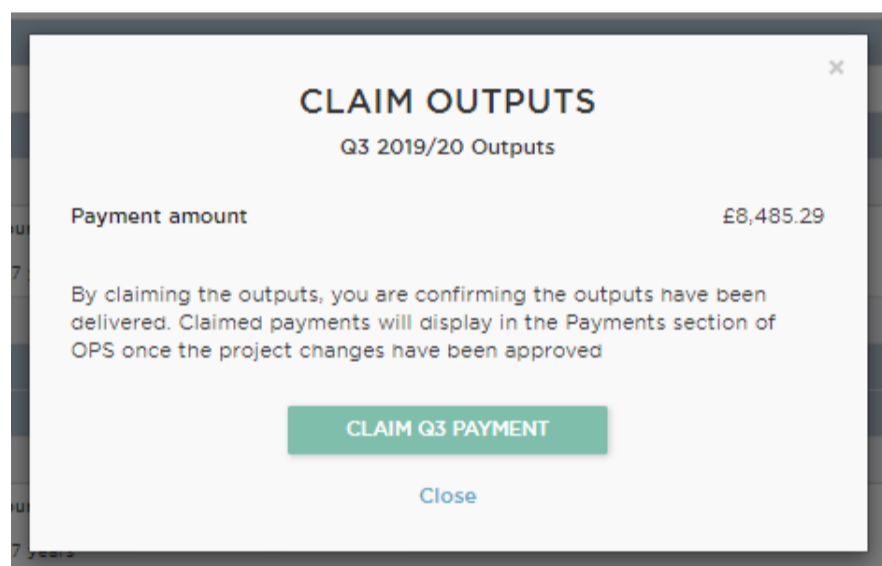 ×
CLAIM OUTPUTS
Q3 2019/20 Outputs
Payment amount £8,485.29
By claiming the outputs, you are confirming the outputs have been
delivered. Claimed payments will display in the Payments section of
OPS once the project changes have been approved
CLAIM Q3 PAYMENT
Close
7 years